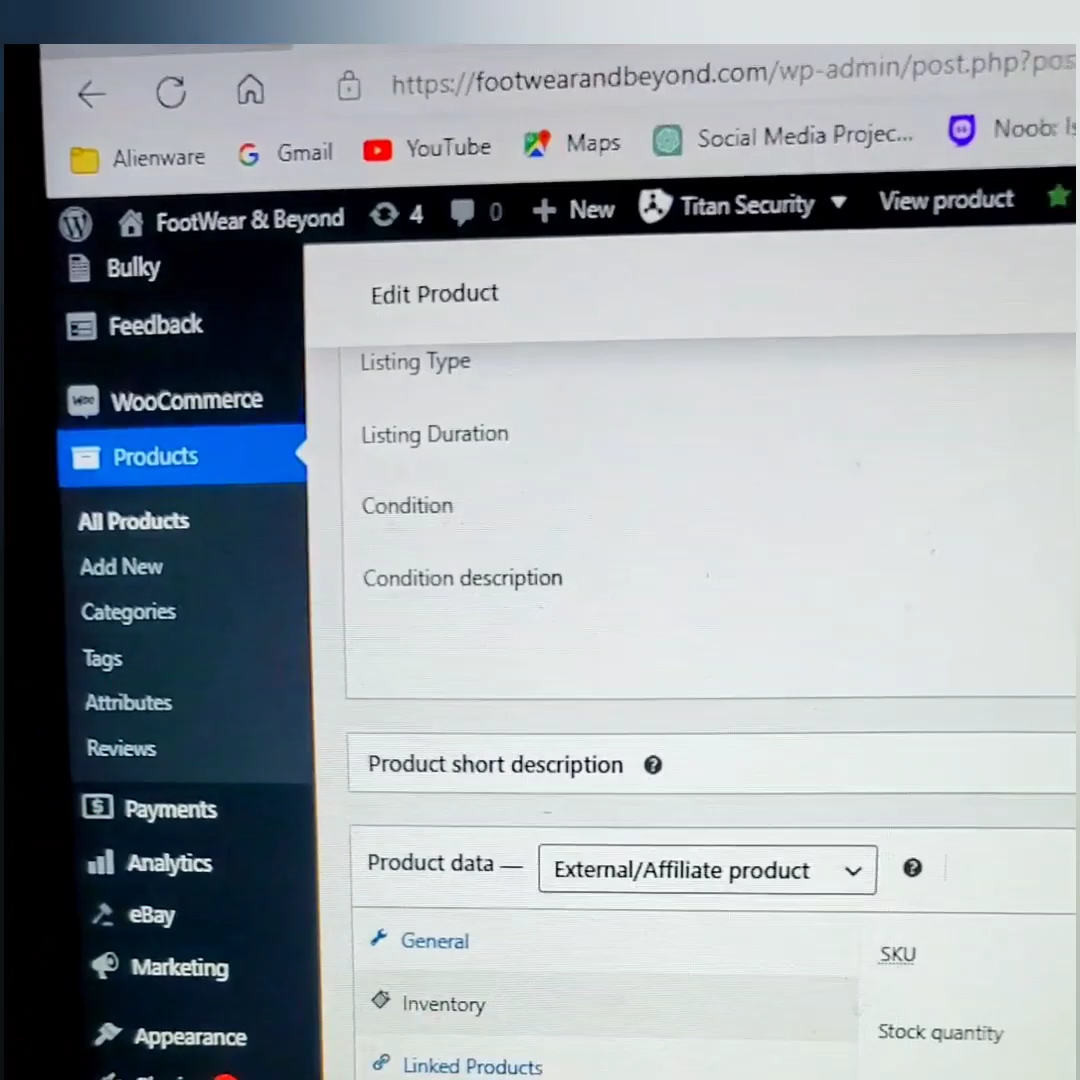 https://footwearandbeyond.com/wp-admin/post.php?pos
Alienware Gmail YouTube Maps Social Media Projec... Noob:
FootWear & Beyond 4 0 + New Titan Security View product
Bulky
Edit Product
Feedback
Listing Type
Woo WooCommerce
Listing Duration
Products
Condition
All Products
Add New
Condition description
Categories
Tags
Attributes
Reviews
Product short description ?
Payments
Product data — External/Affiliate product ?
Analytics
eBay
General
SKU
Marketing
Inventory
Stock quantity
Appearance
Linked Products